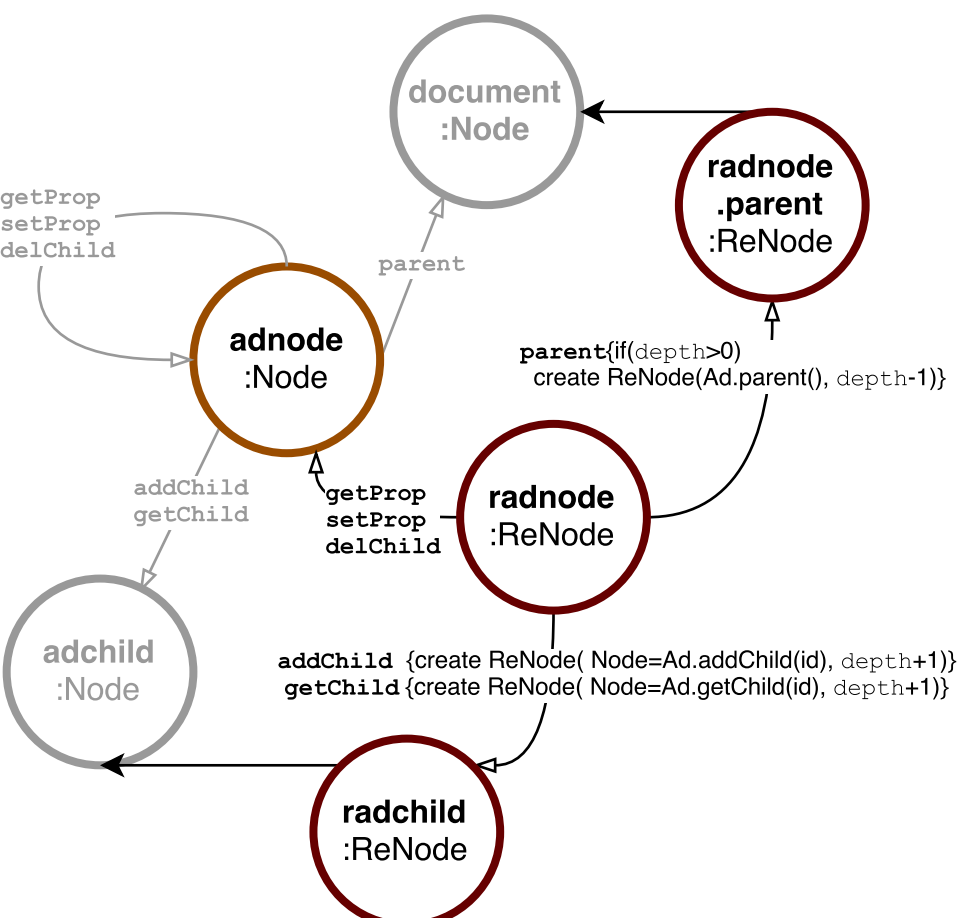 document
:Node
radnode
.parent
:ReNode
getProp
setProp
delChild
parent
adnode
:Node
parent{if(depth>0)
create ReNode(Ad.parent(), depth-1)}
addChild
getChild
getProp
setProp
delChild
radnode
:ReNode
adchild
:Node
addChild {create ReNode( Node=Ad.addChild(id), depth+1)}
getChild{create ReNode( Node=Ad.getChild(id), depth+1)}
radchild
:ReNode